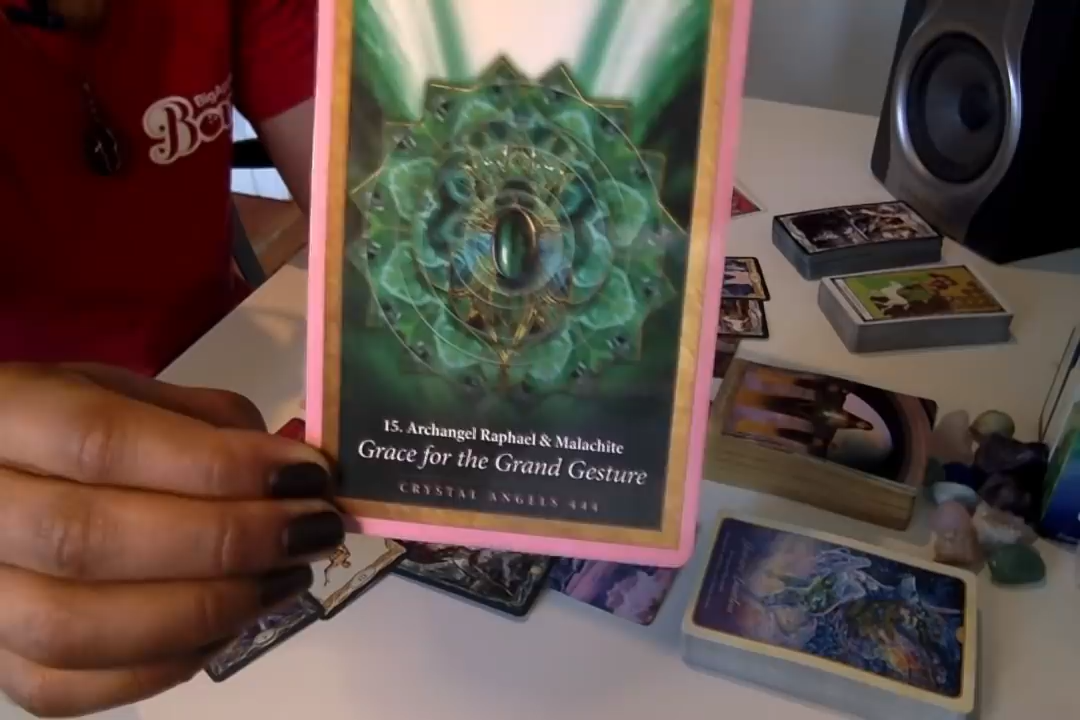 15. Archangel Raphael & Malachite
Grace for the Grand Gesture
CRYSTAL ANGELS 444